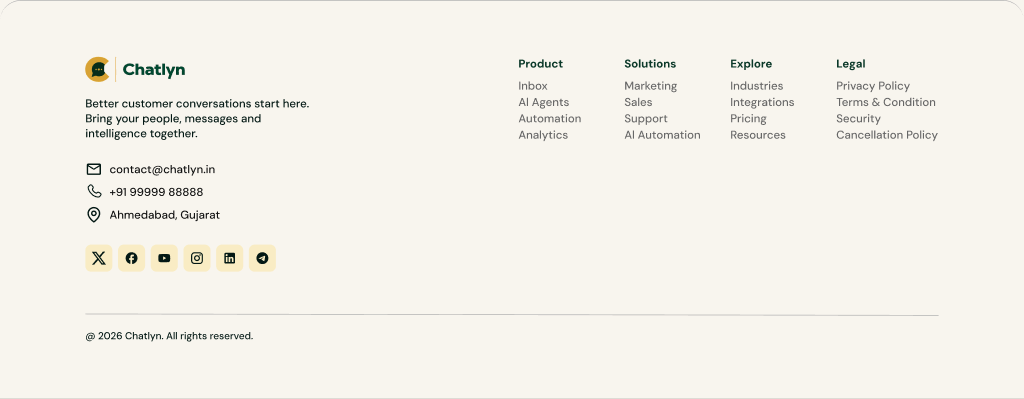 Chatlyn
Better customer conversations start here.
Bring your people, messages and
intelligence together.
contact@chatlyn.in
+91 99999 88888
Ahmedabad, Gujarat
Product
Inbox
AI Agents
Automation
Analytics
Solutions
Marketing
Sales
Support
AI Automation
Explore
Industries
Integrations
Pricing
Resources
Legal
Privacy Policy
Terms & Condition
Security
Cancellation Policy
@ 2026 Chatlyn. All rights reserved.